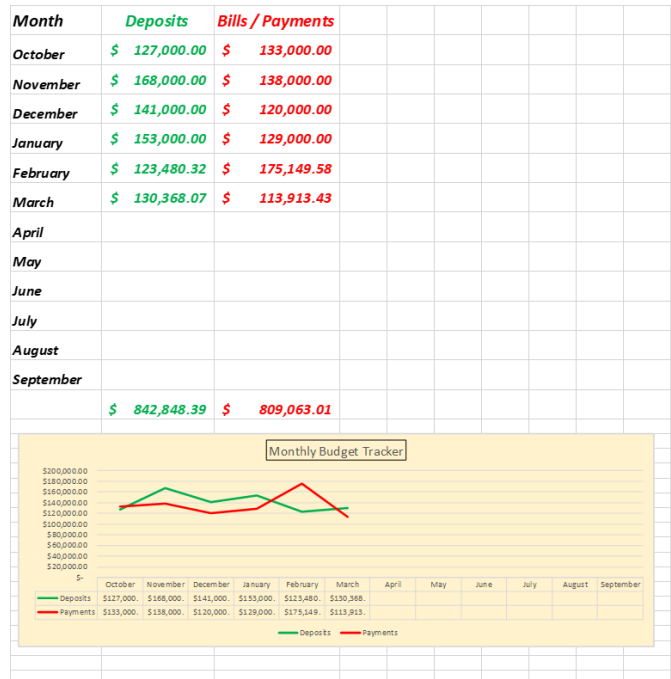 Month Deposits Bills / Payments
October $ 127,000.00 $ 133,000.00
November $ 168,000.00 $ 138,000.00
December $ 141,000.00 $ 120,000.00
January $ 153,000.00 $ 129,000.00
February $ 123,480.32 $ 175,149.58
March $ 130,368.07 $ 113,913.43
April
May
June
July
August
September
$ 842,848.39 $ 809,063.01
Monthly Budget Tracker
$200,000.00
$180,000.00
$160,000.00
$140,000.00
$120,000.00
$100,000.00
$80,000.00
$60,000.00
$40,000.00
$20,000.00
$-
October November December January February March April May June July August September
Deposits $127,000. $168,000. $141,000. $153,000. $123,480. $130,368.
Payments $133,000. $138,000. $120,000. $129,000. $175,149. $113,913.
Deposits Payments